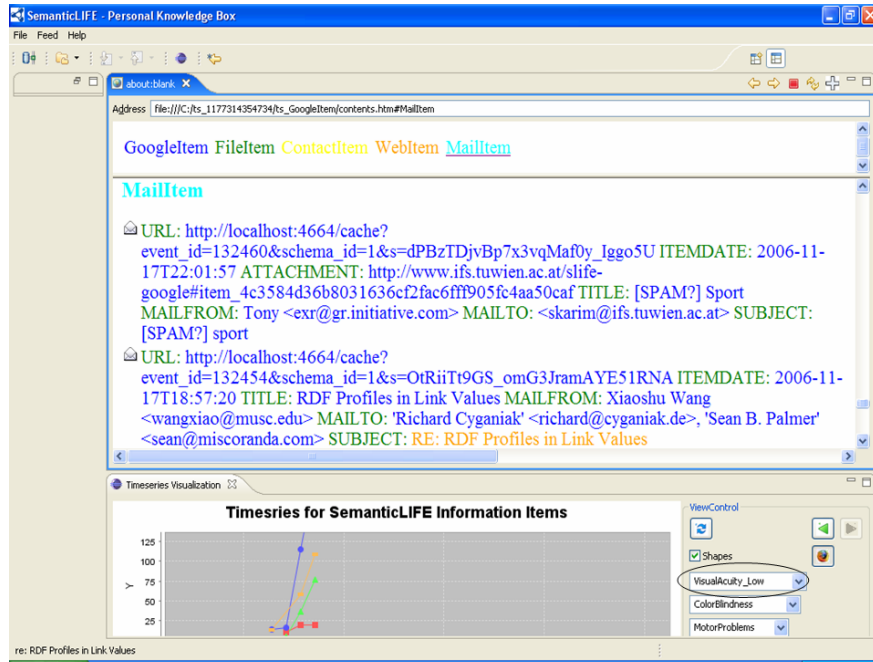 SemanticLIFE - Personal Knowledge Box
File Feed Help
about:blank
Address file:///C:/ts_1177314354734/ts_GoogleItem/contents.htm#MailItem
GoogleItem FileItem ContactItem WebItem MailItem
MailItem
URL: http://localhost:4664/cache?
event_id=132460&schema_id=1&s=dPBzTDjvBp7x3vqMaf0y_Iggo5U ITEMDATE: 2006-11-
17T22:01:57 ATTACHMENT: http://www.ifs.tuwien.ac.at/slife-
google#item_4c3584d36b8031636cf2fac6fff905fc4aa50caf TITLE: [SPAM?] Sport
MAILFROM: Tony <exr@gr.initiative.com> MAILTO: <skarim@ifs.tuwien.ac.at> SUBJECT:
[SPAM?] sport
URL: http://localhost:4664/cache?
event_id=132454&schema_id=1&s=OtRiiTt9GS_omG3JramAYE51RNA ITEMDATE: 2006-11-
17T18:57:20 TITLE: RDF Profiles in Link Values MAILFROM: Xiaoshu Wang
<wangxiao@musc.edu> MAILTO: 'Richard Cyganiak' <richard@cyganiak.de>, 'Sean B. Palmer'
<sean@miscoranda.com> SUBJECT: RE: RDF Profiles in Link Values
Timeseries Visualization
Timesries for SemanticLIFE Information Items
125
100
75
50
25
Y
ViewControl
Shapes
VisualAcuity_Low
ColorBlindness
MotorProblems
re: RDF Profiles in Link Values